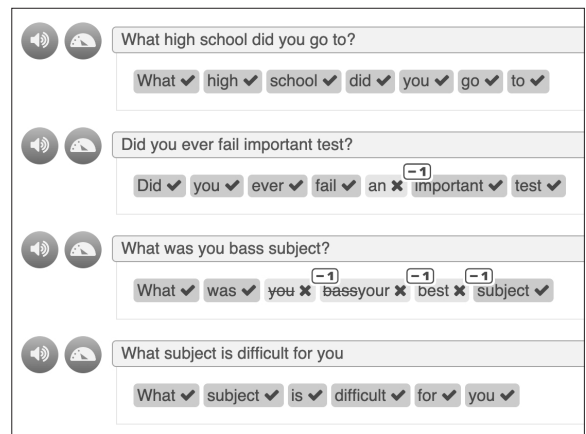 What high school did you go to?
What ✔ high ✔ school ✔ did ✔ you ✔ go ✔ to ✔
Did you ever fail important test?
Did ✔ you ✔ ever ✔ fail ✔ an ✖ -1 important ✔ test ✔
What was you bass subject?
What ✔ was ✔ you ✖ -1 bassyour ✖ -1 best ✖ -1 subject ✔
What subject is difficult for you
What ✔ subject ✔ is ✔ difficult ✔ for ✔ you ✔